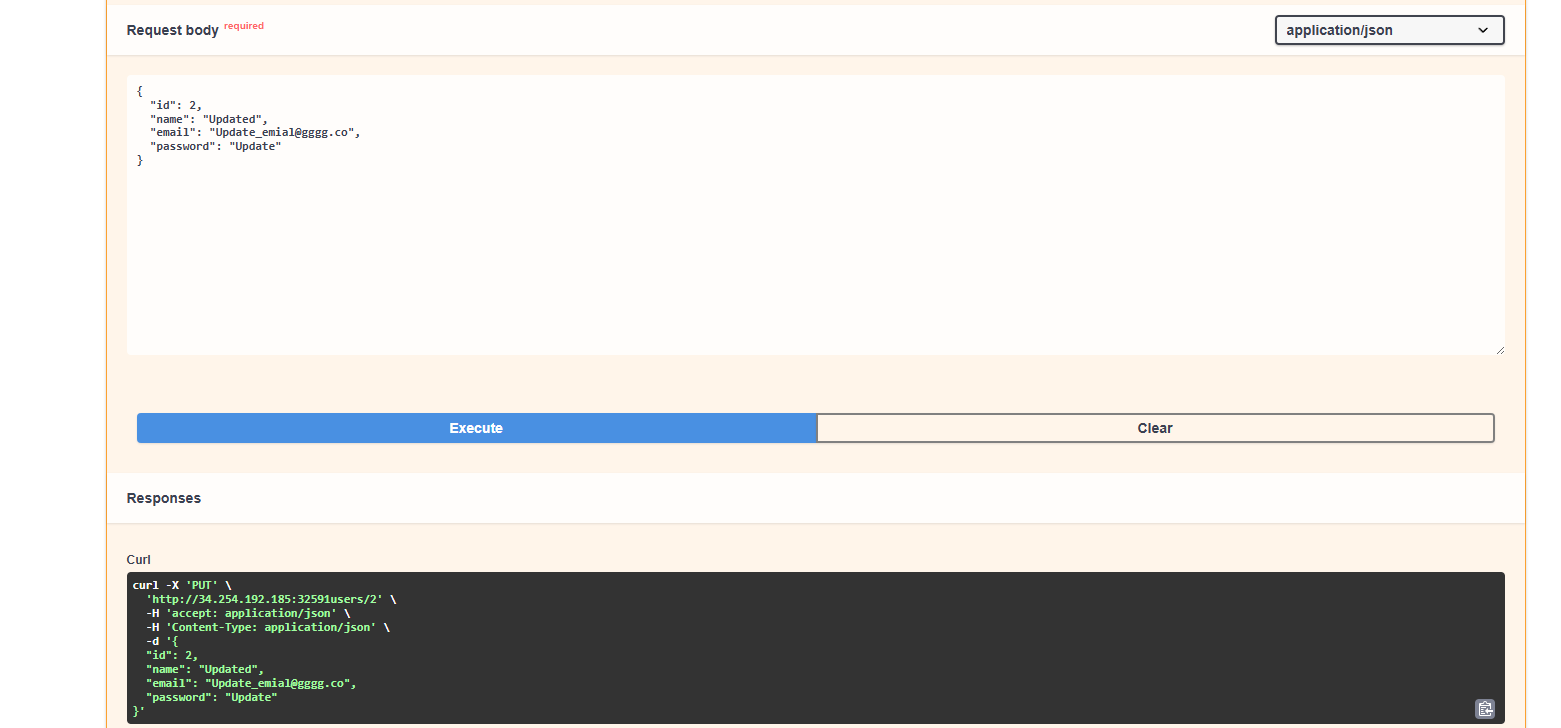 Request body required
application/json
{
  "id": 2,
  "name": "Updated",
  "email": "Update_emial@gggg.co",
  "password": "Update"
}
Execute
Clear
Responses
Curl
curl -X 'PUT' \
  'http://34.254.192.185:32591users/2' \
  -H 'accept: application/json' \
  -H 'Content-Type: application/json' \
  -d '{
  "id": 2,
  "name": "Updated",
  "email": "Update_emial@gggg.co",
  "password": "Update"
}'